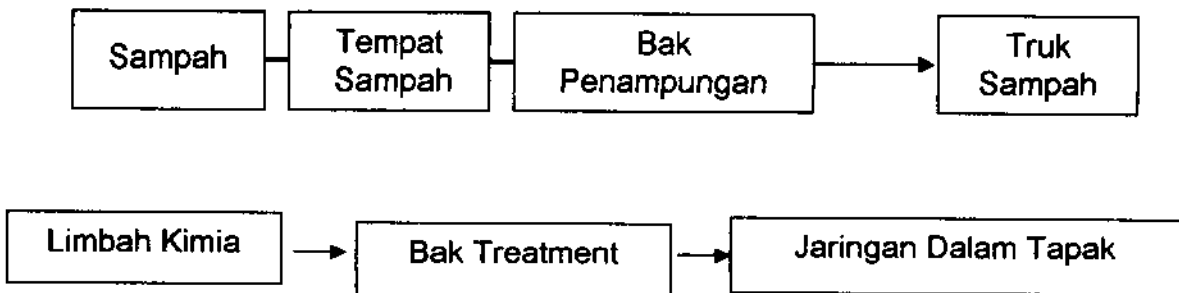 Sampah
Tempat
Sampah
Bak
Penampungan
Truk
Sampah
Limbah Kimia
Bak Treatment
Jaringan Dalam Tapak